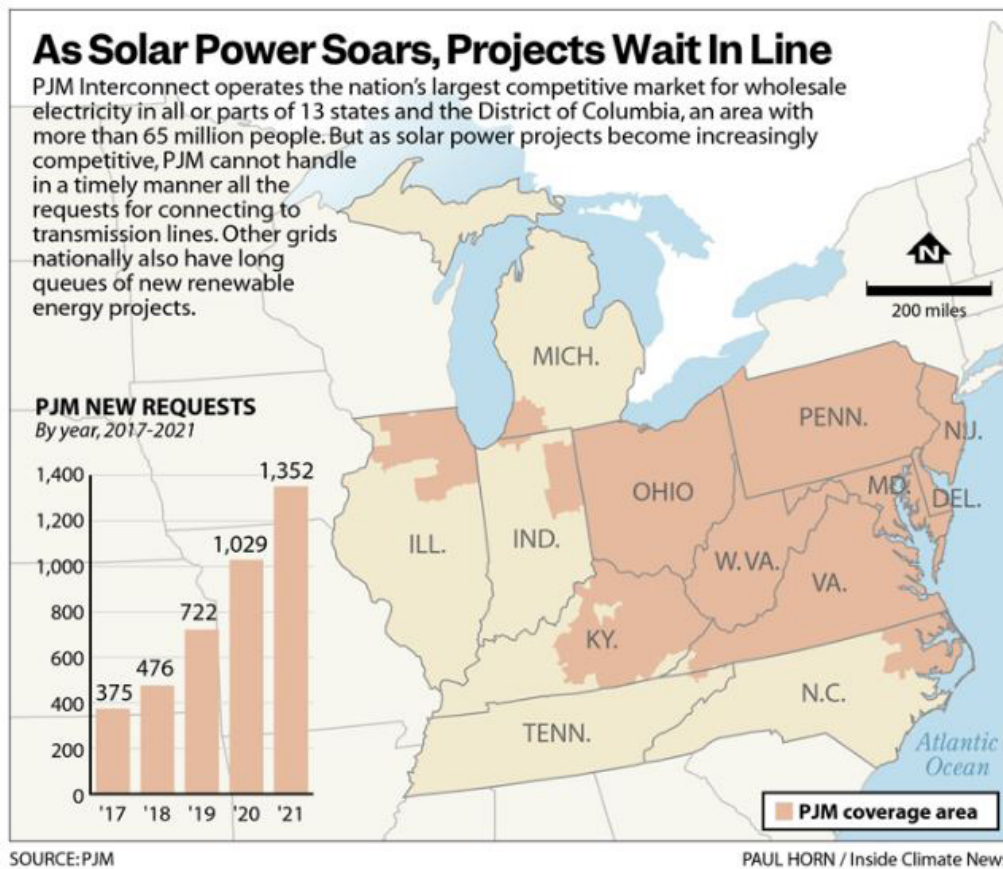 As Solar Power Soars, Projects Wait In Line
PJM Interconnect operates the nation's largest competitive market for wholesale
electricity in all or parts of 13 states and the District of Columbia, an area with
more than 65 million people. But as solar power projects become increasingly
competitive, PJM cannot handle
in a timely manner all the
requests for connecting to
transmission lines. Other grids
nationally also have long
queues of new renewable
energy projects.
N
200 miles
MICH.
PENN.
N.J.
MD.
DEL.
OHIO
ILL.
IND.
W.VA.
VA.
KY.
N.C.
TENN.
Atlantic
Ocean
PJM NEW REQUESTS
By year, 2017-2021
1,400
1,200
1,000
800
600
400
200
0
375
476
722
1,029
1,352
'17 '18 '19 '20 '21
PJM coverage area
SOURCE: PJM
PAUL HORN / Inside Climate News